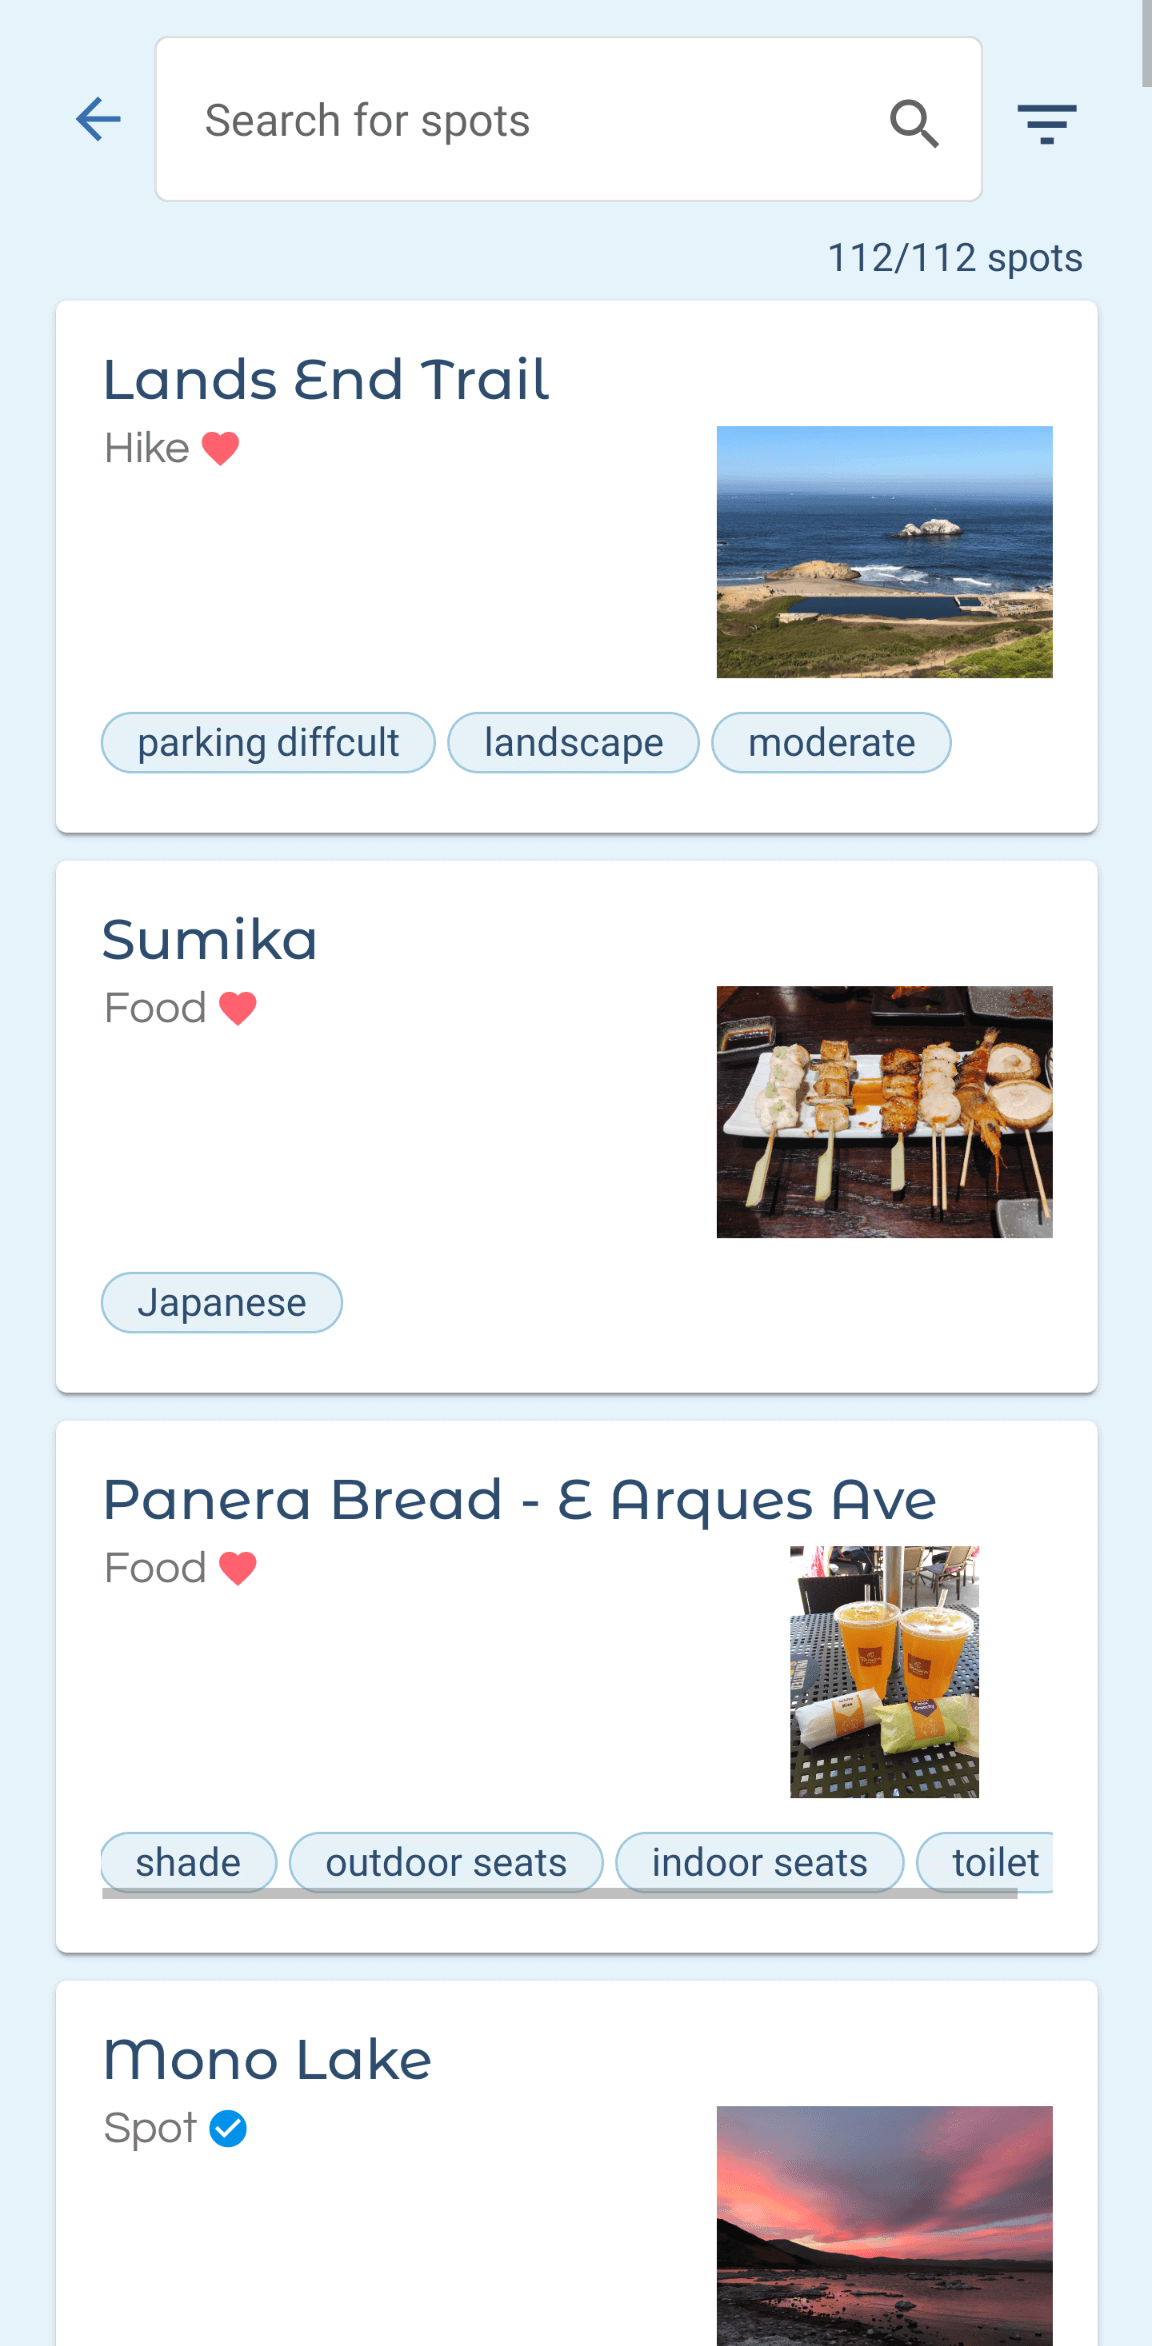 Search for spots
112/112 spots
Lands End Trail
Hike
parking diffcult landscape moderate
Sumika
Food
Japanese
Panera Bread - E Arques Ave
Food
shade outdoor seats indoor seats toilet
Mono Lake
Spot